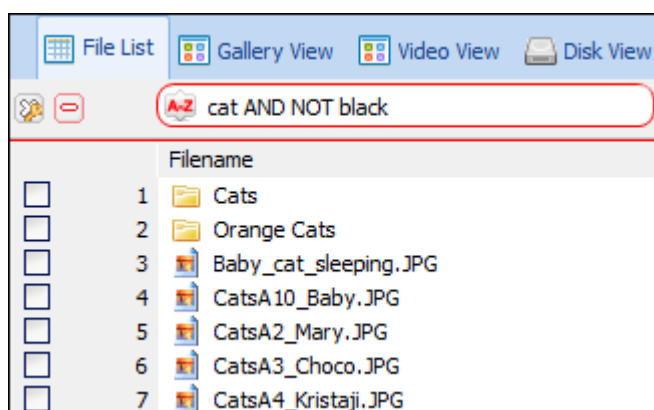 File List Gallery View Video View Disk View
A-Z cat AND NOT black
Filename
1 Cats
2 Orange Cats
3 Baby_cat_sleeping.JPG
4 CatsA10_Baby.JPG
5 CatsA2_Mary.JPG
6 CatsA3_Choco.JPG
7 CatsA4_Kristaji.JPG